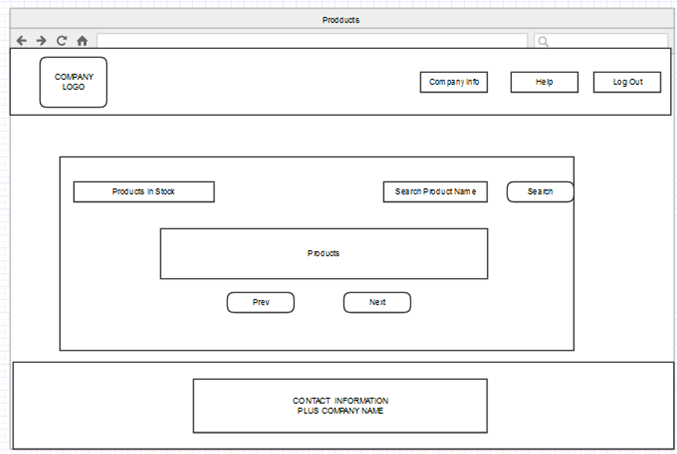 Prodducts
COMPANY
LOGO
Company Info
Help
Log Out
Products In Stock
Search Product Name
Search
Products
Prev
Next
CONTACT INFORMATION
PLUS COMPANY NAME